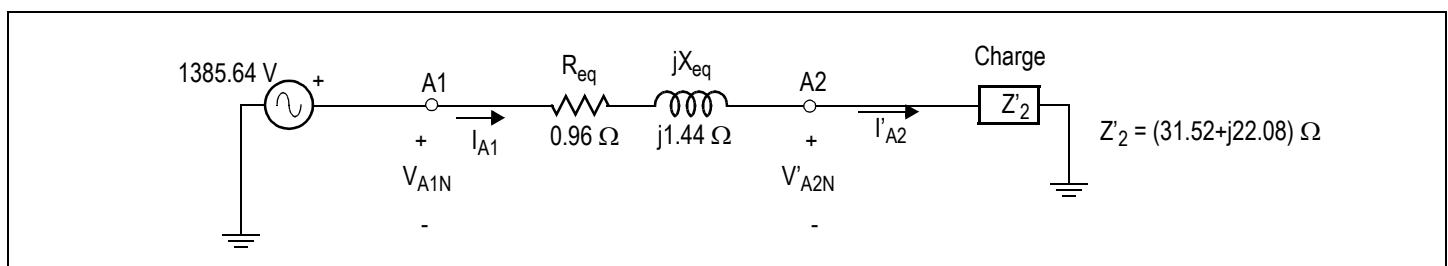 1385.64 V
+
A1
+
V_A1N
-
I_A1
R_eq
0.96 Ω
jX_eq
j1.44 Ω
A2
+
V'_A2N
-
I'_A2
Charge
Z'_2
Z'_2 = (31.52+j22.08) Ω